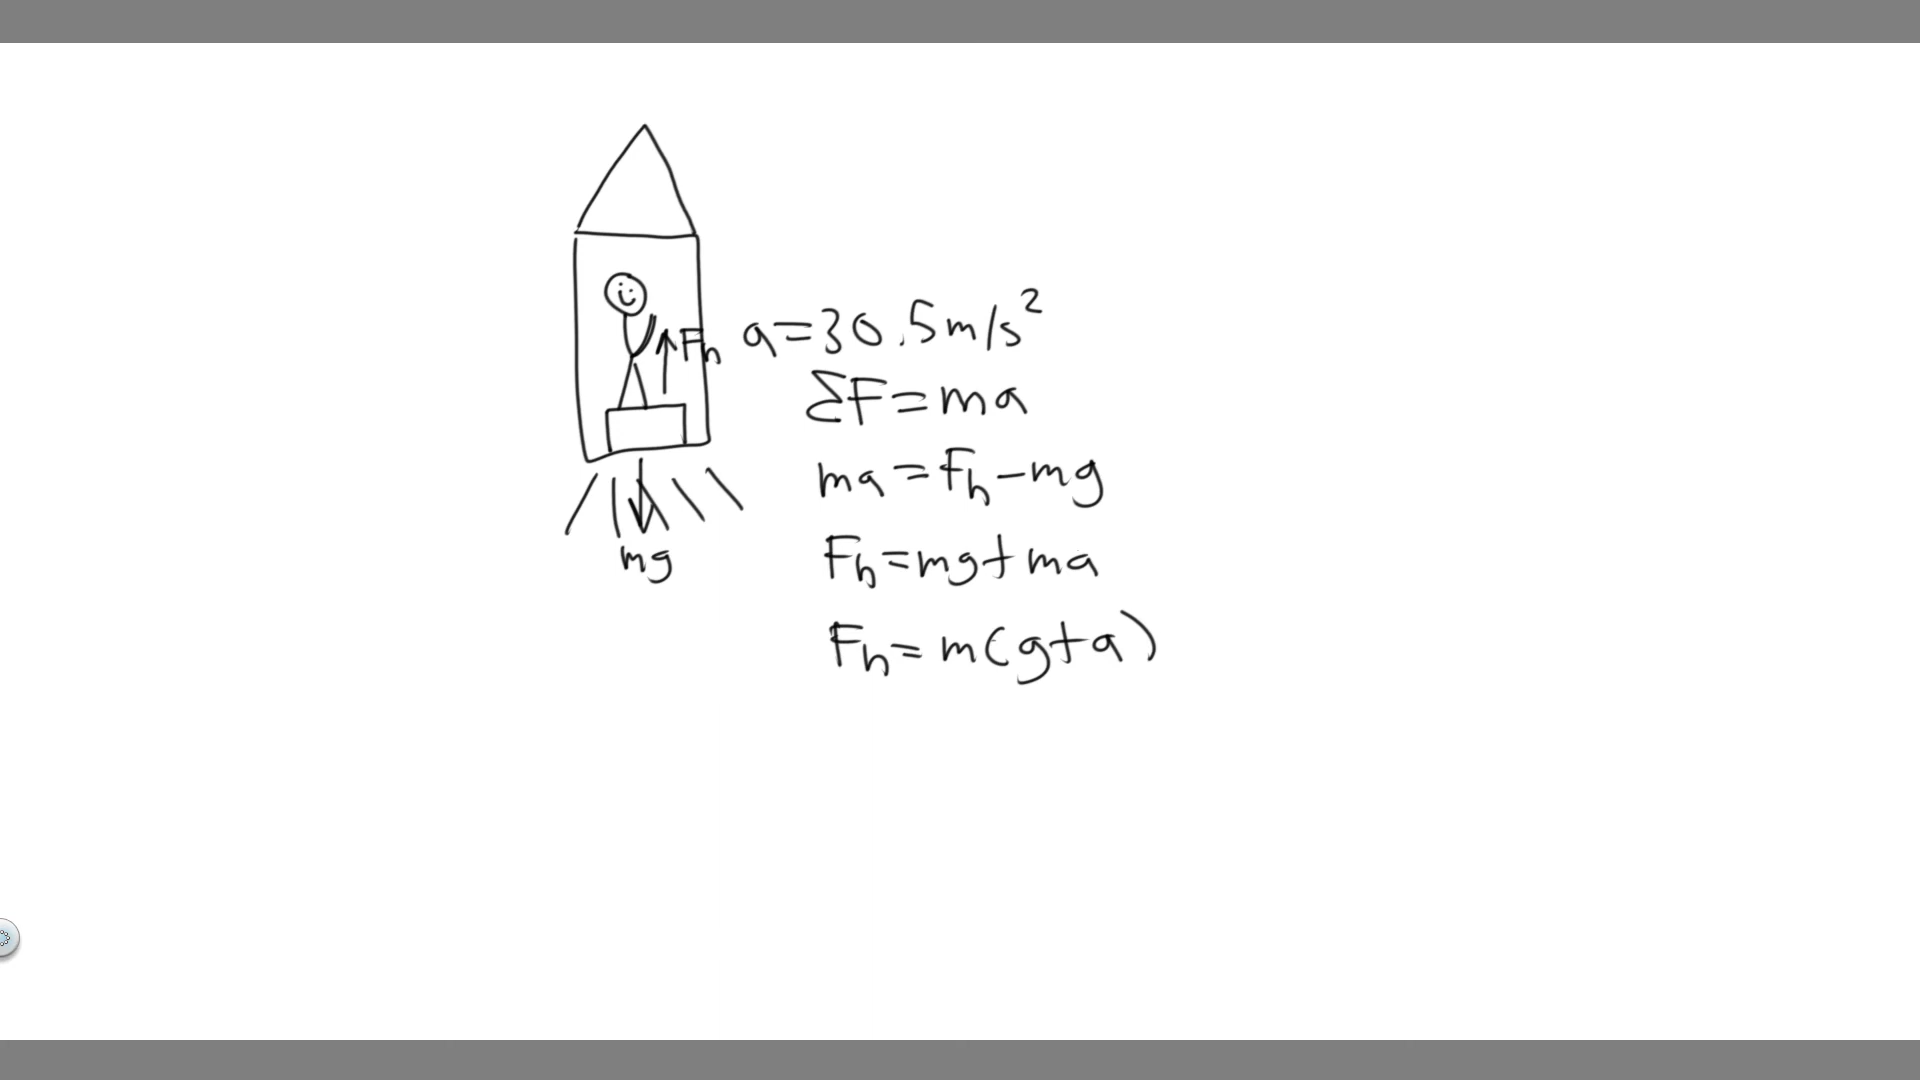 Fn a=30.5m/s²
ΣF=ma
ma=Fn-mg
mg
Fn=mg+ma
Fn=m(g+a)